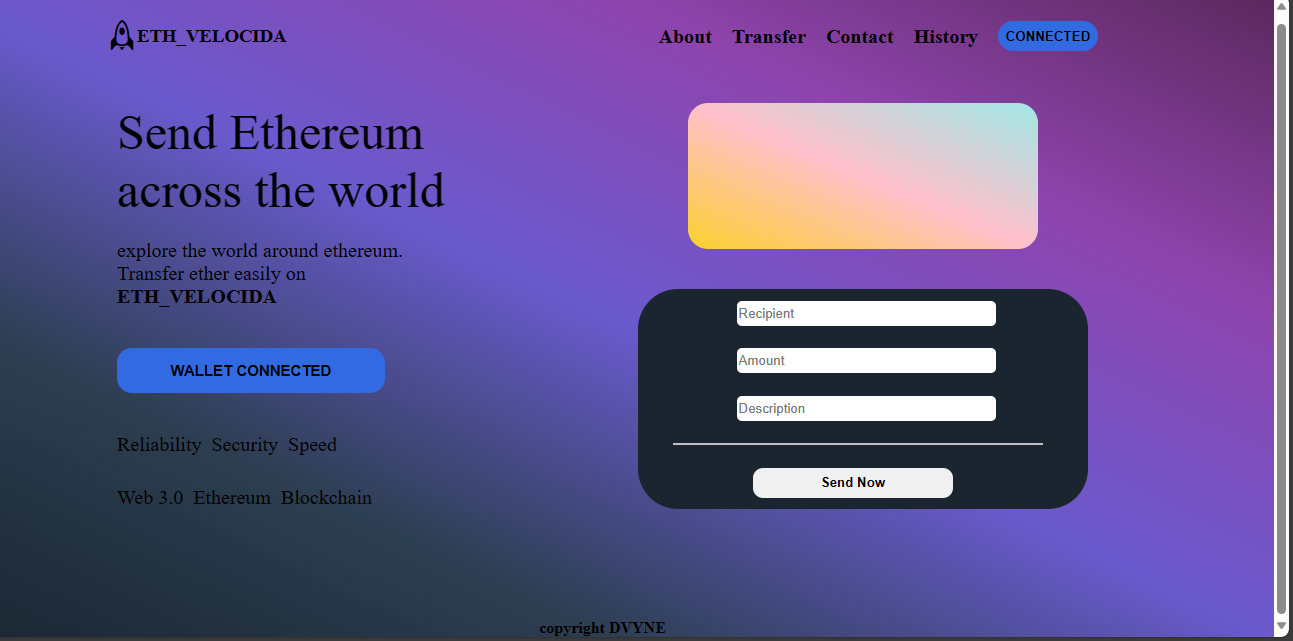 ETH_VELOCIDA
About Transfer Contact History CONNECTED
Send Ethereum
across the world
explore the world around ethereum.
Transfer ether easily on
ETH_VELOCIDA
WALLET CONNECTED
Reliability Security Speed
Web 3.0 Ethereum Blockchain
Recipient
Amount
Description
Send Now
copyright DVYNE